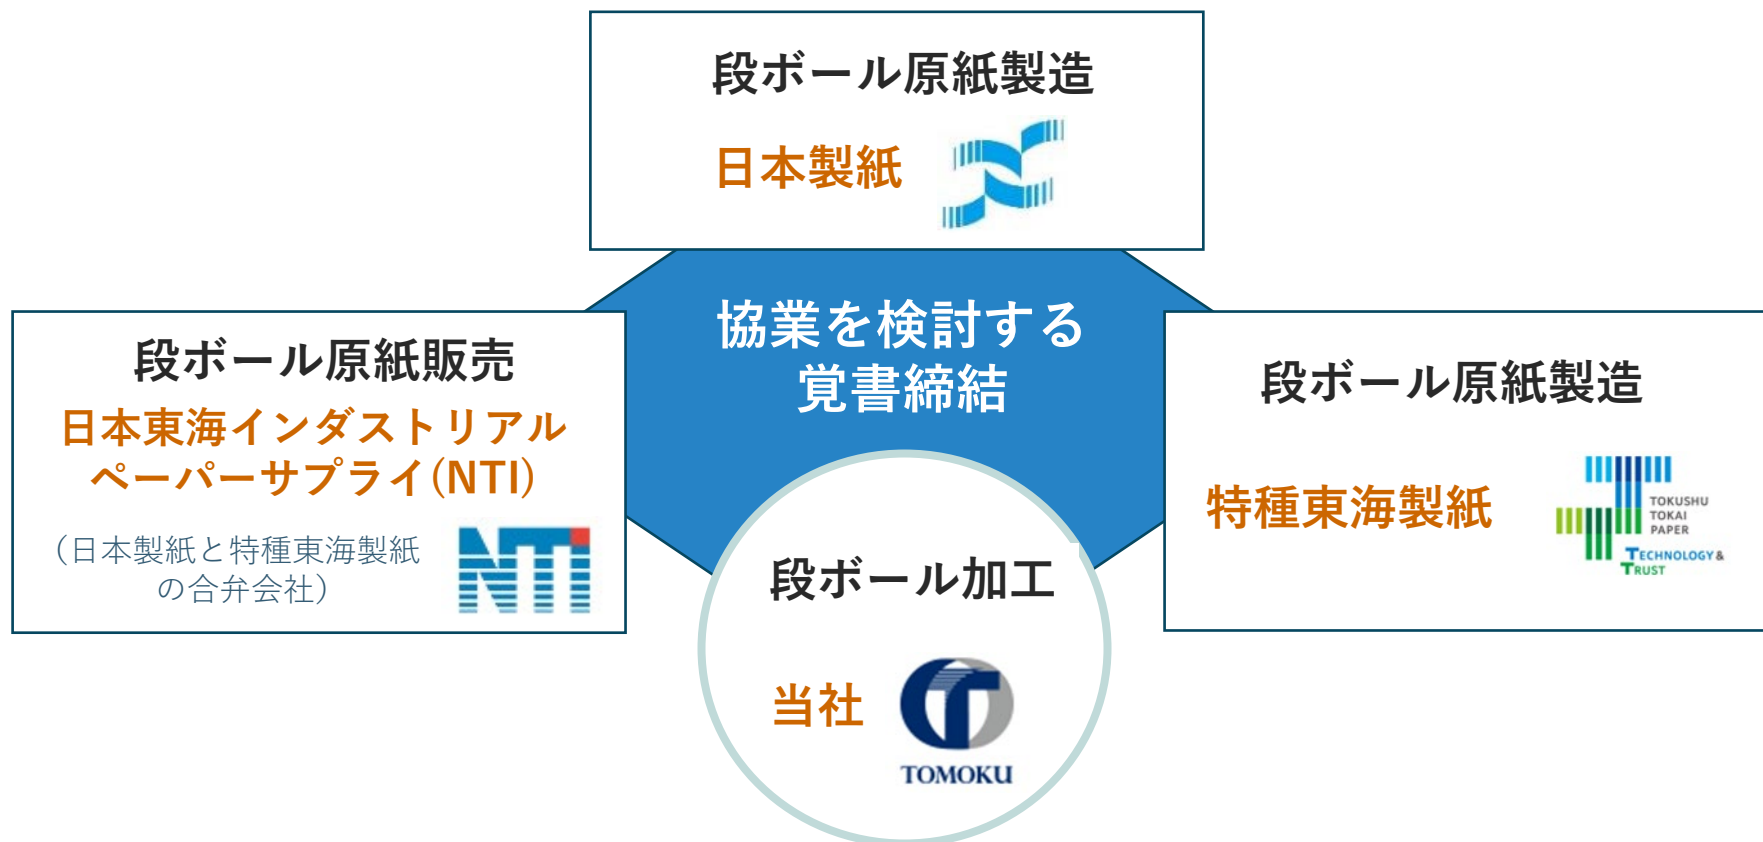 段ボール原紙製造
日本製紙
協業を検討する
覚書締結
段ボール原紙販売
日本東海インダストリアル
ペーパーサプライ(NTI)
（日本製紙と特種東海製紙
の合弁会社）
NTI
段ボール原紙製造
特種東海製紙
TOKUSHU
TOKAI
PAPER
TECHNOLOGY &
TRUST
段ボール加工
当社
TOMOKU